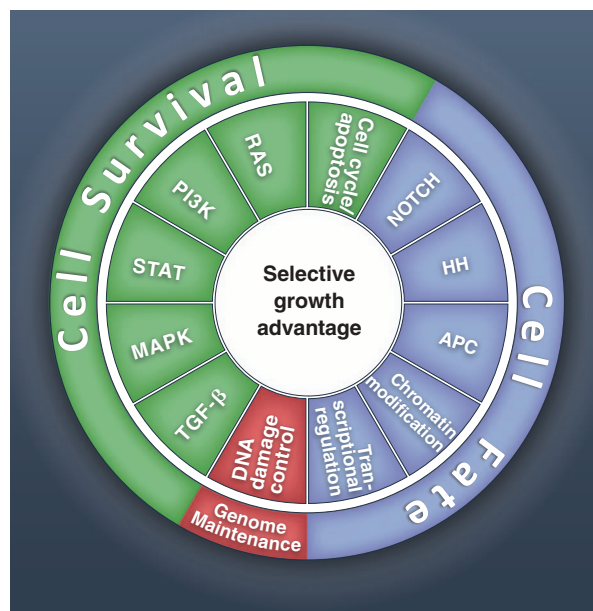 Cell Survival
Cell Fate
Genome
Maintenance
Cell cycle/
apoptosis
NOTCH
HH
APC
Chromatin
modification
Tran-
scriptional
regulation
DNA
damage
control
TGF-β
MAPK
STAT
PI3K
RAS
Selective
growth
advantage